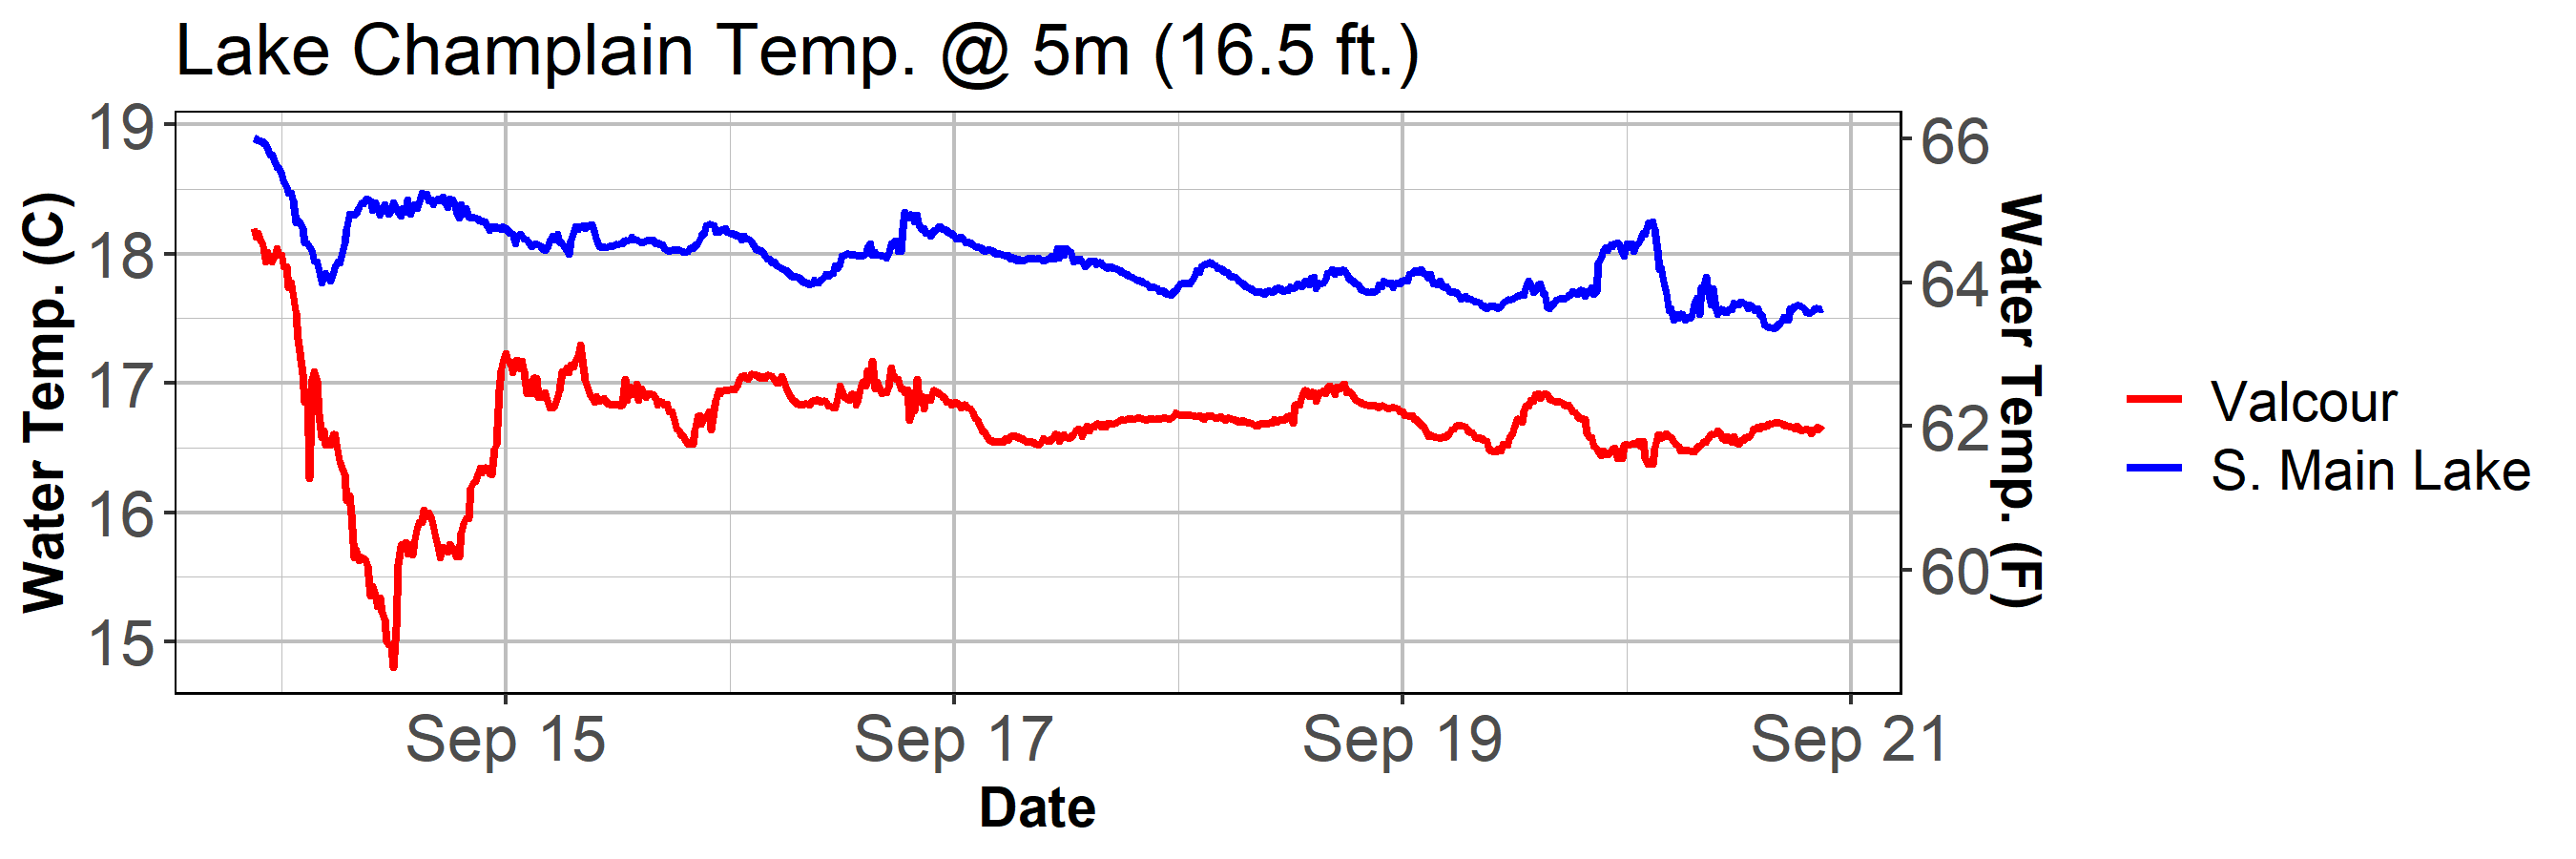 Lake Champlain Temp. @ 5m (16.5 ft.)
Water Temp. (C)
19
18
17
16
15
66
64
62
60
Water Temp. (F)
Sep 15
Sep 17
Sep 19
Sep 21
Date
Valcour
S. Main Lake